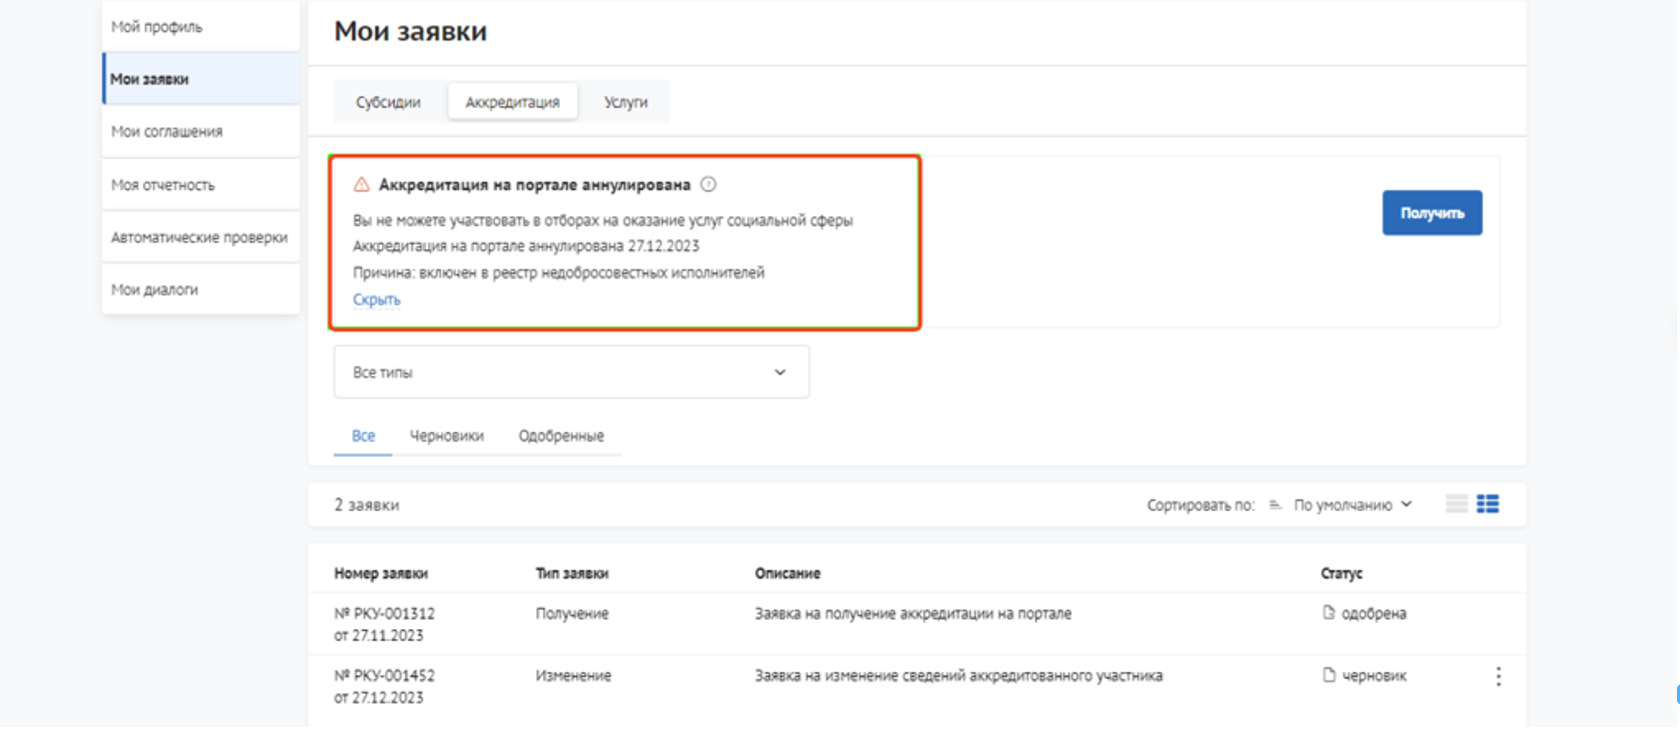 Мой профиль
Мои заявки
Мои соглашения
Моя отчетность
Автоматические проверки
Мои диалоги
Мои заявки
Субсидии Аккредитация Услуги
Аккредитация на портале аннулирована
Вы не можете участвовать в отборах на оказание услуг социальной сферы
Аккредитация на портале аннулирована 27.12.2023
Причина: включен в реестр недобросовестных исполнителей
Скрыть
Получить
Все типы
Все Черновики Одобренные
2 заявки Сортировать по: По умолчанию
Номер заявки Тип заявки Описание Статус
№ РКУ-001312 Получение Заявка на получение аккредитации на портале одобрена
от 27.11.2023
№ РКУ-001452 Изменение Заявка на изменение сведений аккредитованного участника черновик
от 27.12.2023